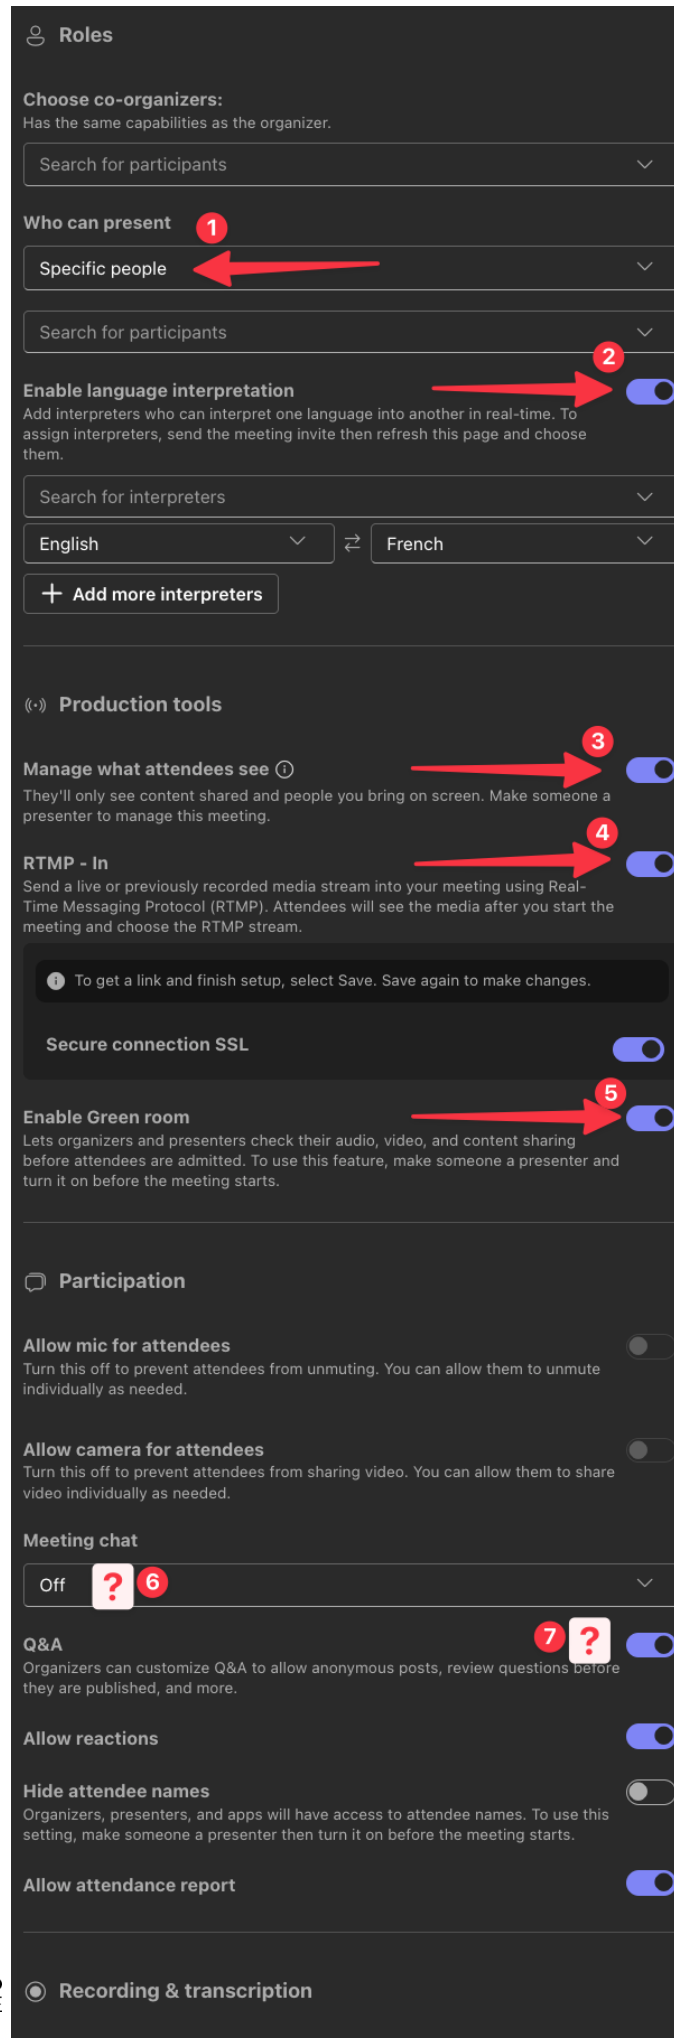 Roles
Choose co-organizers:
Has the same capabilities as the organizer.
Search for participants
Who can present
1
Specific people
Search for participants
2
Enable language interpretation
Add interpreters who can interpret one language into another in real-time. To
assign interpreters, send the meeting invite then refresh this page and choose
them.
Search for interpreters
English
French
Add more interpreters
Production tools
3
Manage what attendees see
They'll only see content shared and people you bring on screen. Make someone a
presenter to manage this meeting.
4
RTMP - In
Send a live or previously recorded media stream into your meeting using Real-
Time Messaging Protocol (RTMP). Attendees will see the media after you start the
meeting and choose the RTMP stream.
To get a link and finish setup, select Save. Save again to make changes.
Secure connection SSL
5
Enable Green room
Lets organizers and presenters check their audio, video, and content sharing
before attendees are admitted. To use this feature, make someone a presenter and
turn it on before the meeting starts.
Participation
Allow mic for attendees
Turn this off to prevent attendees from unmuting. You can allow them to unmute
individually as needed.
Allow camera for attendees
Turn this off to prevent attendees from sharing video. You can allow them to share
video individually as needed.
Meeting chat
Off ? 6
7 ?
Q&A
Organizers can customize Q&A to allow anonymous posts, review questions before
they are published, and more.
Allow reactions
Hide attendee names
Organizers, presenters, and apps will have access to attendee names. To use this
setting, make someone a presenter then turn it on before the meeting starts.
Allow attendance report
Recording & transcription